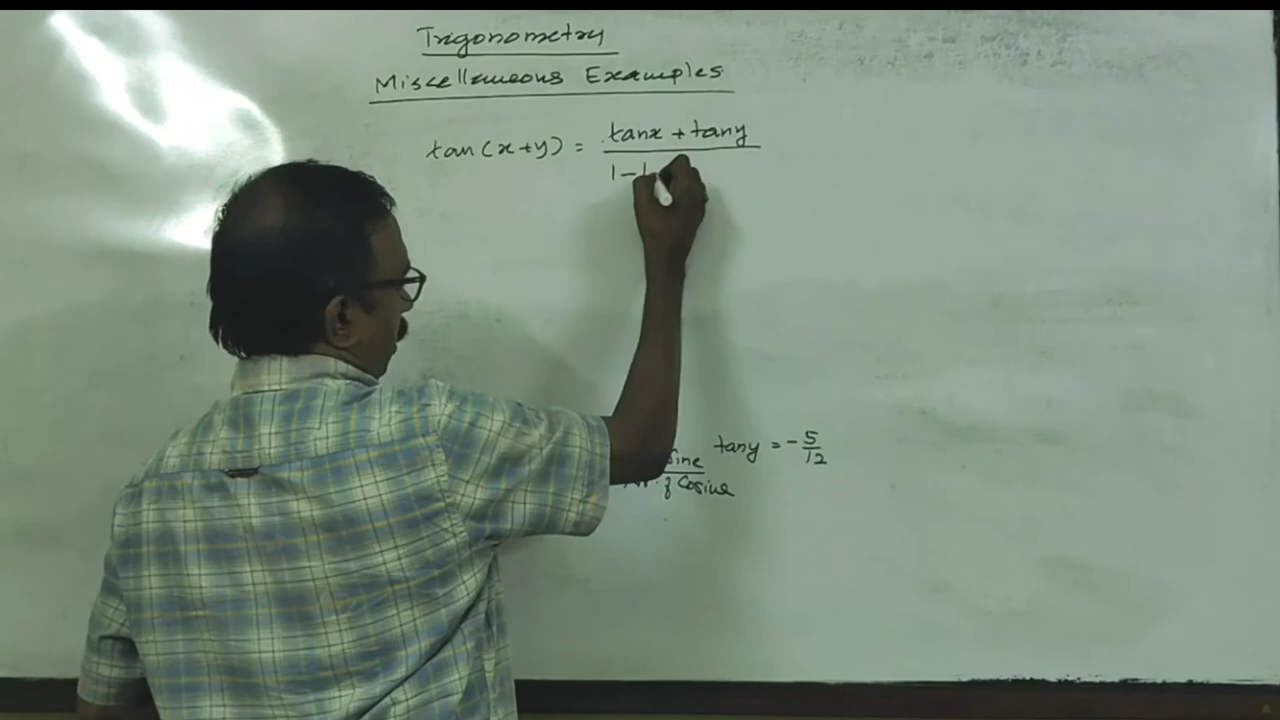 Trigonometry
Miscellaneous Examples
tan(x+y) = tanx + tany
1-
tany = -5/12
Sine
of Cosine